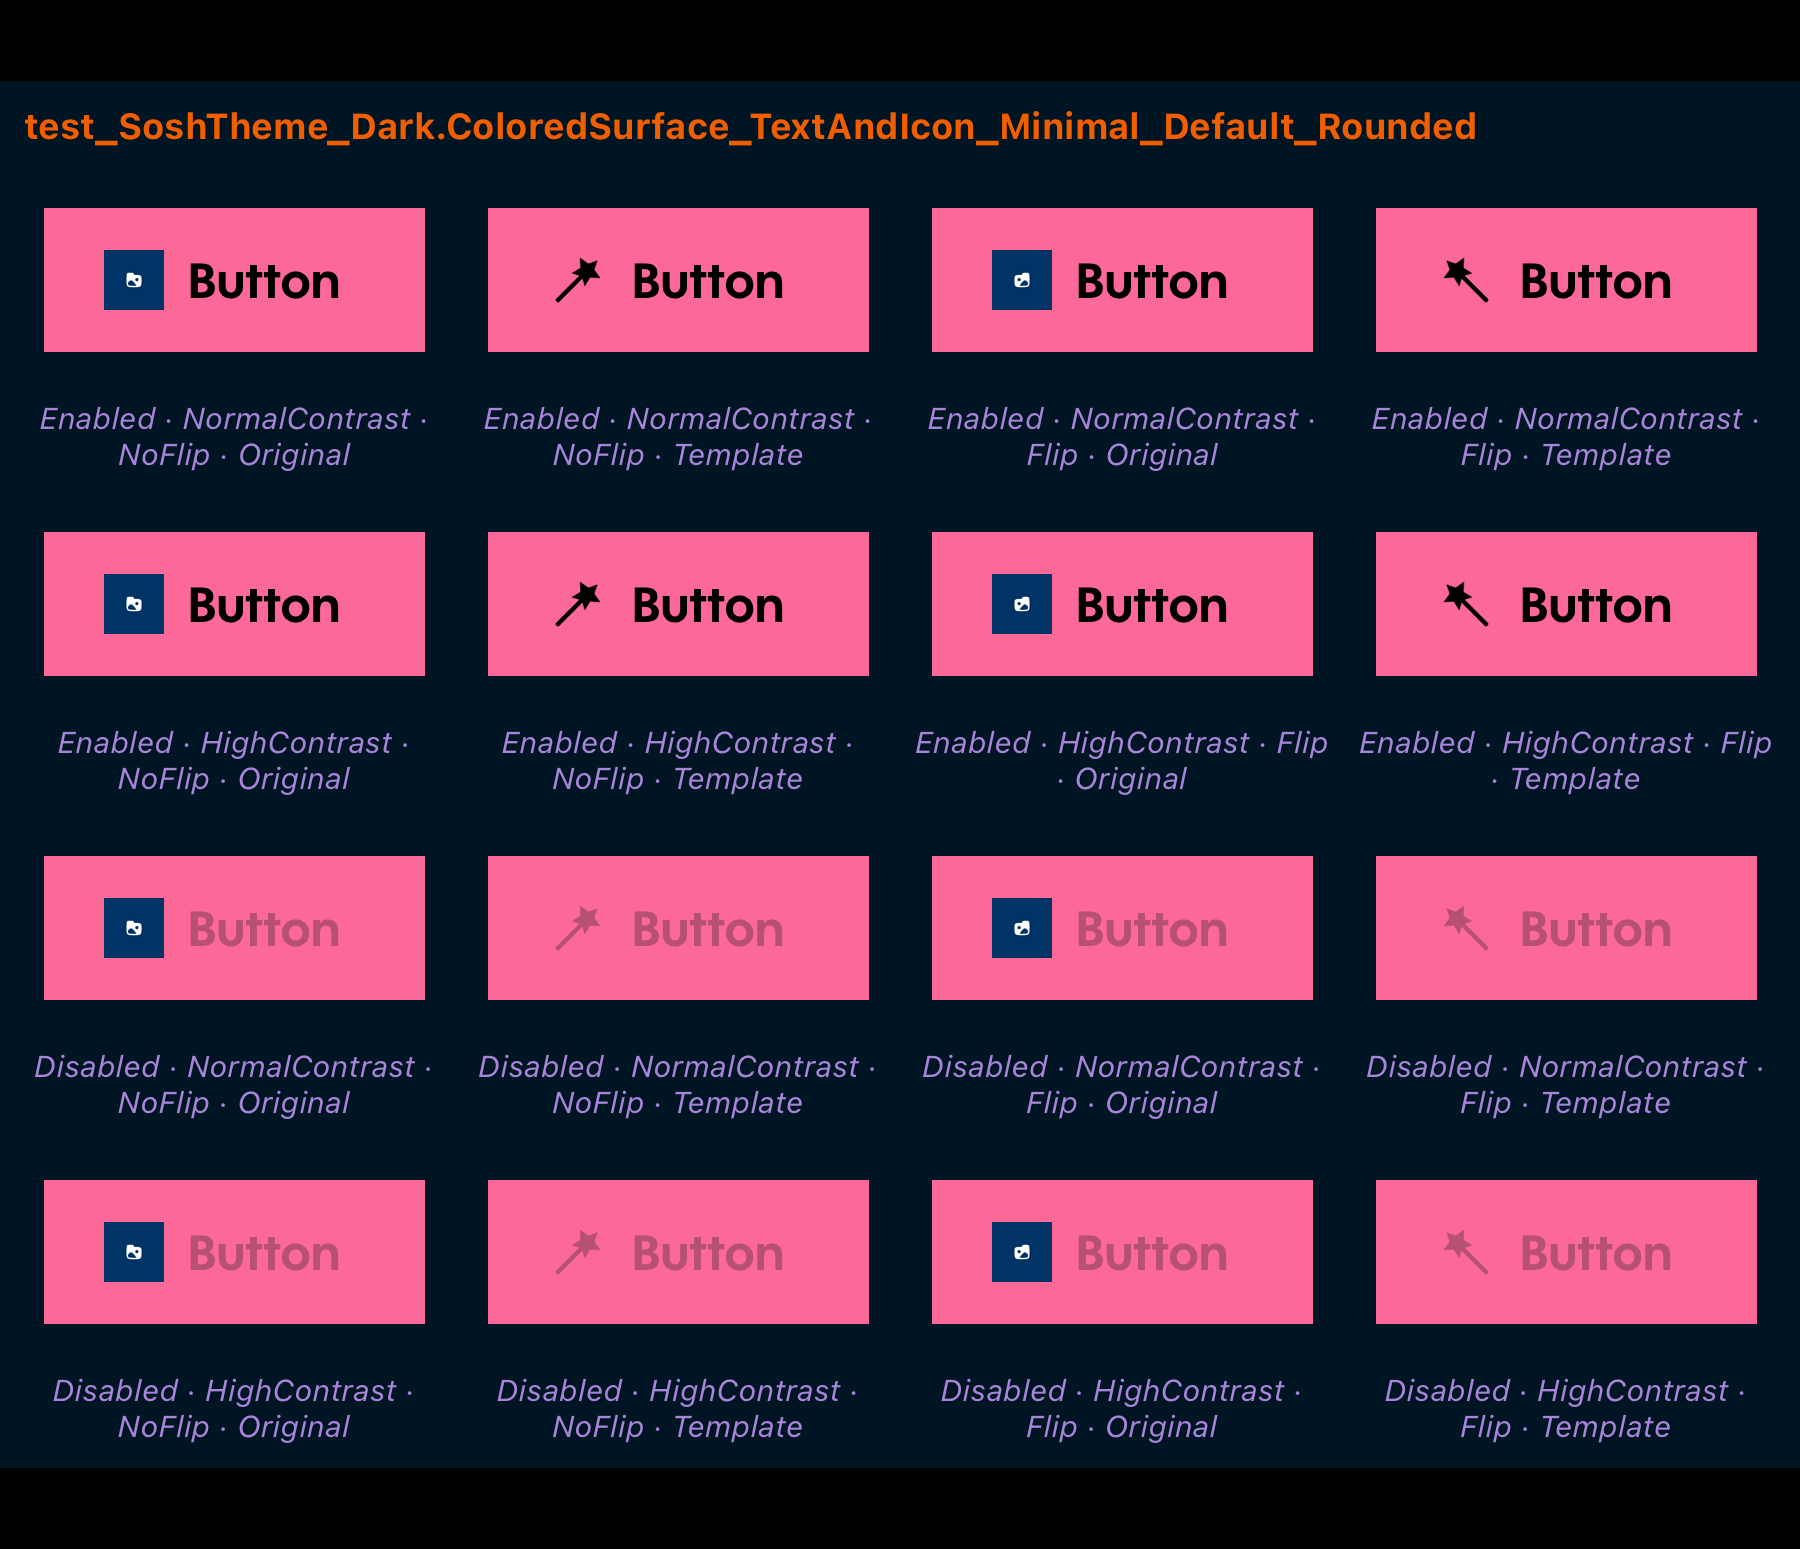 test_SoshTheme_Dark.ColoredSurface_TextAndIcon_Minimal_Default_Rounded
Button
Button
Button
Button
Enabled · NormalContrast ·
NoFlip · Original
Enabled · NormalContrast ·
NoFlip · Template
Enabled · NormalContrast ·
Flip · Original
Enabled · NormalContrast ·
Flip · Template
Button
Button
Button
Button
Enabled · HighContrast ·
NoFlip · Original
Enabled · HighContrast ·
NoFlip · Template
Enabled · HighContrast · Flip
· Original
Enabled · HighContrast · Flip
· Template
Button
Button
Button
Button
Disabled · NormalContrast ·
NoFlip · Original
Disabled · NormalContrast ·
NoFlip · Template
Disabled · NormalContrast ·
Flip · Original
Disabled · NormalContrast ·
Flip · Template
Button
Button
Button
Button
Disabled · HighContrast ·
NoFlip · Original
Disabled · HighContrast ·
NoFlip · Template
Disabled · HighContrast ·
Flip · Original
Disabled · HighContrast ·
Flip · Template